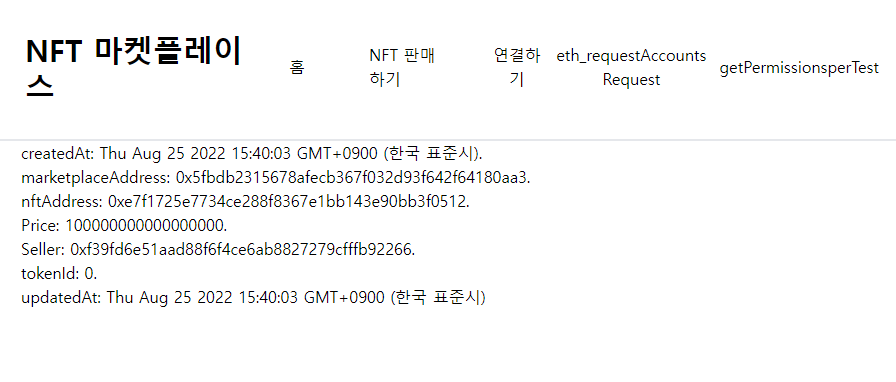 NFT 마켓플레이
스
홈
NFT 판매
하기
연결하
기
eth_requestAccounts
Request
getPermissionsperTest
createdAt: Thu Aug 25 2022 15:40:03 GMT+0900 (한국 표준시).
marketplaceAddress: 0x5fbdb2315678afecb367f032d93f642f64180aa3.
nftAddress: 0xe7f1725e7734ce288f8367e1bb143e90bb3f0512.
Price: 100000000000000000.
Seller: 0xf39fd6e51aad88f6f4ce6ab8827279cfffb92266.
tokenId: 0.
updatedAt: Thu Aug 25 2022 15:40:03 GMT+0900 (한국 표준시)